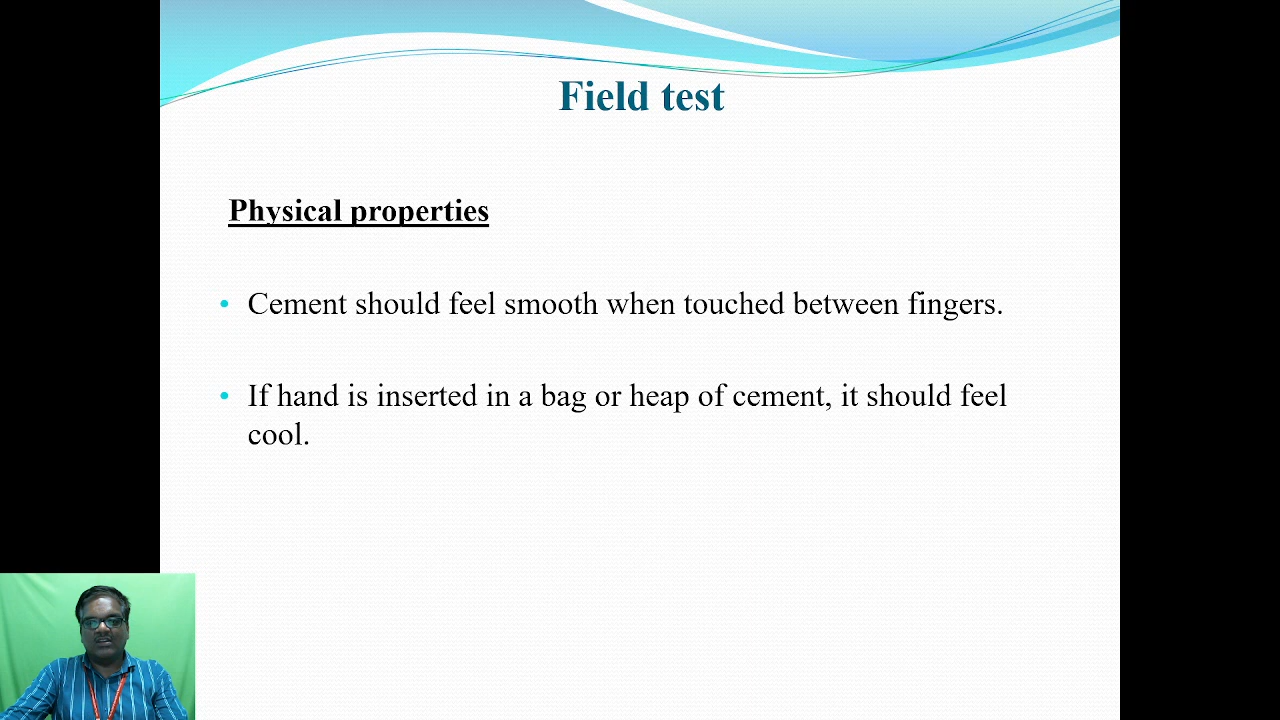 Field test
Physical properties
• Cement should feel smooth when touched between fingers.
• If hand is inserted in a bag or heap of cement, it should feel
cool.